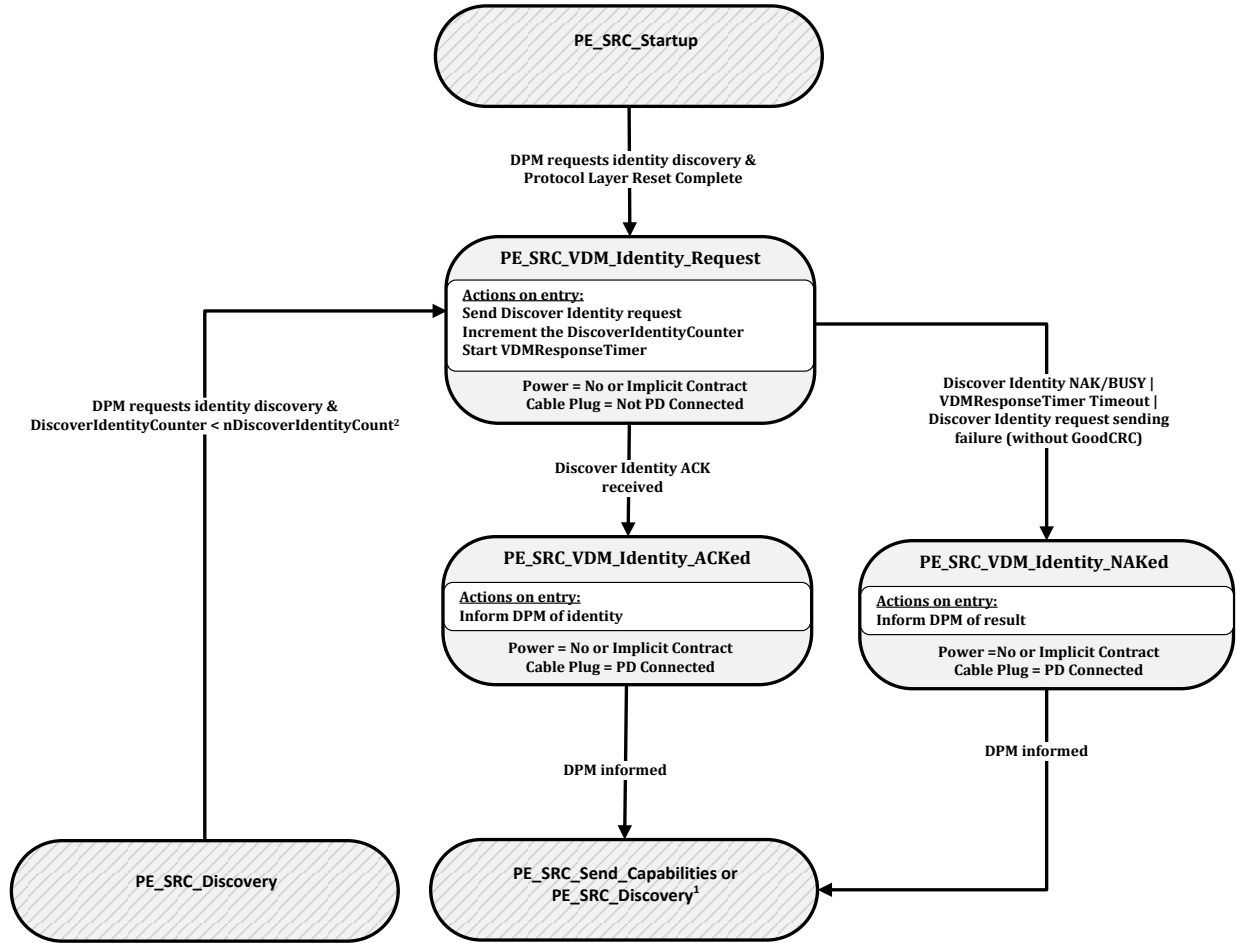 PE_SRC_Startup
DPM requests identity discovery &
Protocol Layer Reset Complete
PE_SRC_VDM_Identity_Request
Actions on entry:
Send Discover Identity request
Increment the DiscoverIdentityCounter
Start VDMResponseTimer
Power = No or Implicit Contract
Cable Plug = Not PD Connected
DPM requests identity discovery &
DiscoverIdentityCounter < nDiscoverIdentityCount²
Discover Identity NAK/BUSY |
VDMResponseTimer Timeout |
Discover Identity request sending
failure (without GoodCRC)
Discover Identity ACK
received
PE_SRC_VDM_Identity_ACKed
Actions on entry:
Inform DPM of identity
Power = No or Implicit Contract
Cable Plug = PD Connected
PE_SRC_VDM_Identity_NAKed
Actions on entry:
Inform DPM of result
Power =No or Implicit Contract
Cable Plug = PD Connected
DPM informed
DPM informed
PE_SRC_Discovery
PE_SRC_Send_Capabilities or
PE_SRC_Discovery¹